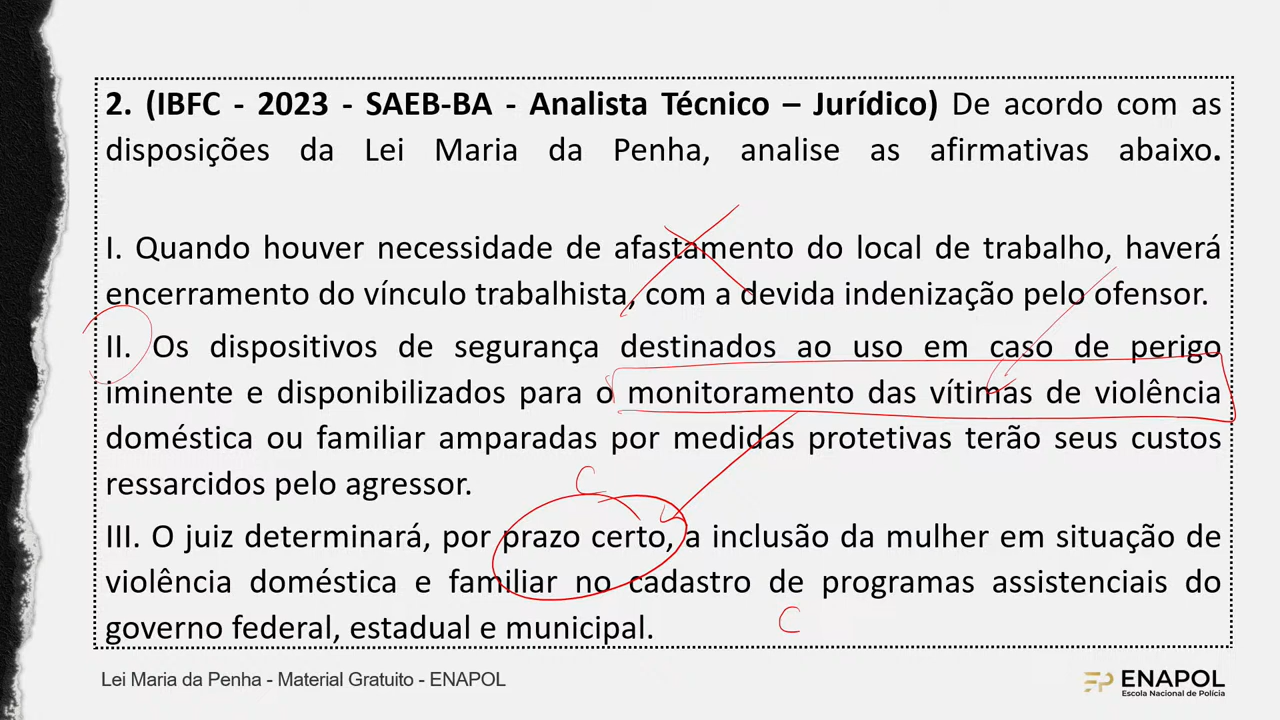 2. (IBFC - 2023 - SAEB-BA - Analista Técnico – Jurídico) De acordo com as
disposições da Lei Maria da Penha, analise as afirmativas abaixo.
I. Quando houver necessidade de afastamento do local de trabalho, haverá
encerramento do vínculo trabalhista, com a devida indenização pelo ofensor.
II. Os dispositivos de segurança destinados ao uso em caso de perigo
iminente e disponibilizados para o monitoramento das vítimas de violência
doméstica ou familiar amparadas por medidas protetivas terão seus custos
ressarcidos pelo agressor.
C
III. O juiz determinará, por prazo certo, a inclusão da mulher em situação de
violência doméstica e familiar no cadastro de programas assistenciais do
governo federal, estadual e municipal.
C
Lei Maria da Penha - Material Gratuito - ENAPOL
ENAPOL
Escola Nacional de Polícia